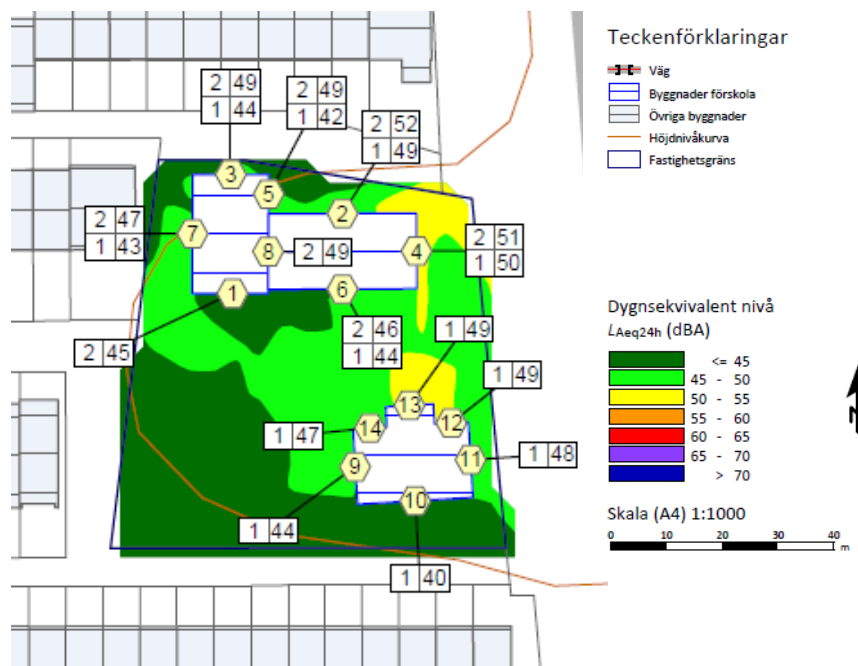 Teckenförklaringar
Väg
Byggnader förskola
Övriga byggnader
Höjdnivåkurva
Fastighetsgräns
2 49
1 44
2 49
1 42
2 52
1 49
3
5
2
2 47
1 43
7
8
2 49
4
2 51
1 50
1
6
2 45
2 46
1 44
1 49
1 49
13
12
1 47
14
9
11
1 48
10
1 44
1 40
Dygnsekvivalent nivå
LAeq24h (dBA)
<= 45
45 - 50
50 - 55
55 - 60
60 - 65
65 - 70
> 70
N
Skala (A4) 1:1000
0 10 20 30 40
m